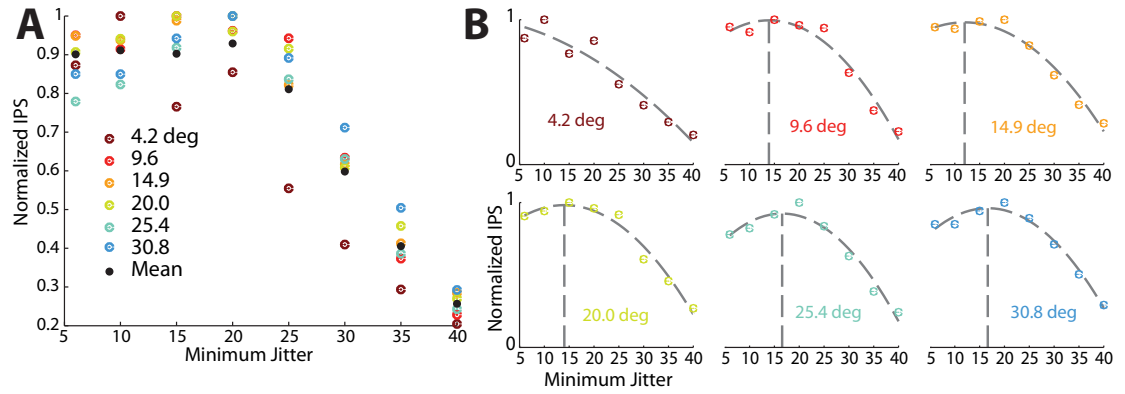 A
Normalized IPS
1
0.9
0.8
0.7
0.6
0.5
0.4
0.3
0.2
4.2 deg
9.6
14.9
20.0
25.4
30.8
Mean
5 10 15 20 25 30 35 40
Minimum Jitter
B
Normalized IPS
1
0
4.2 deg
5 10 15 20 25 30 35 40
9.6 deg
5 10 15 20 25 30 35 40
14.9 deg
5 10 15 20 25 30 35 40
1
0
20.0 deg
5 10 15 20 25 30 35 40
25.4 deg
5 10 15 20 25 30 35 40
30.8 deg
5 10 15 20 25 30 35 40
Minimum Jitter